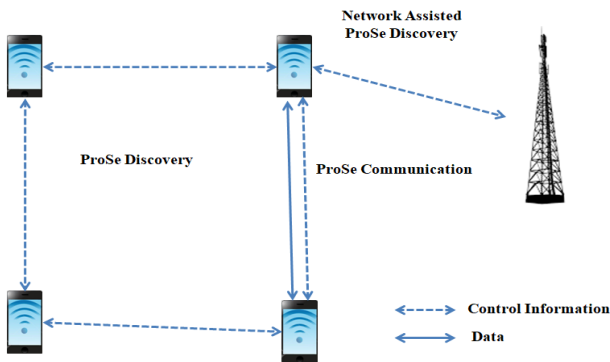 Network Assisted
ProSe Discovery
ProSe Discovery
ProSe Communication
Control Information
Data